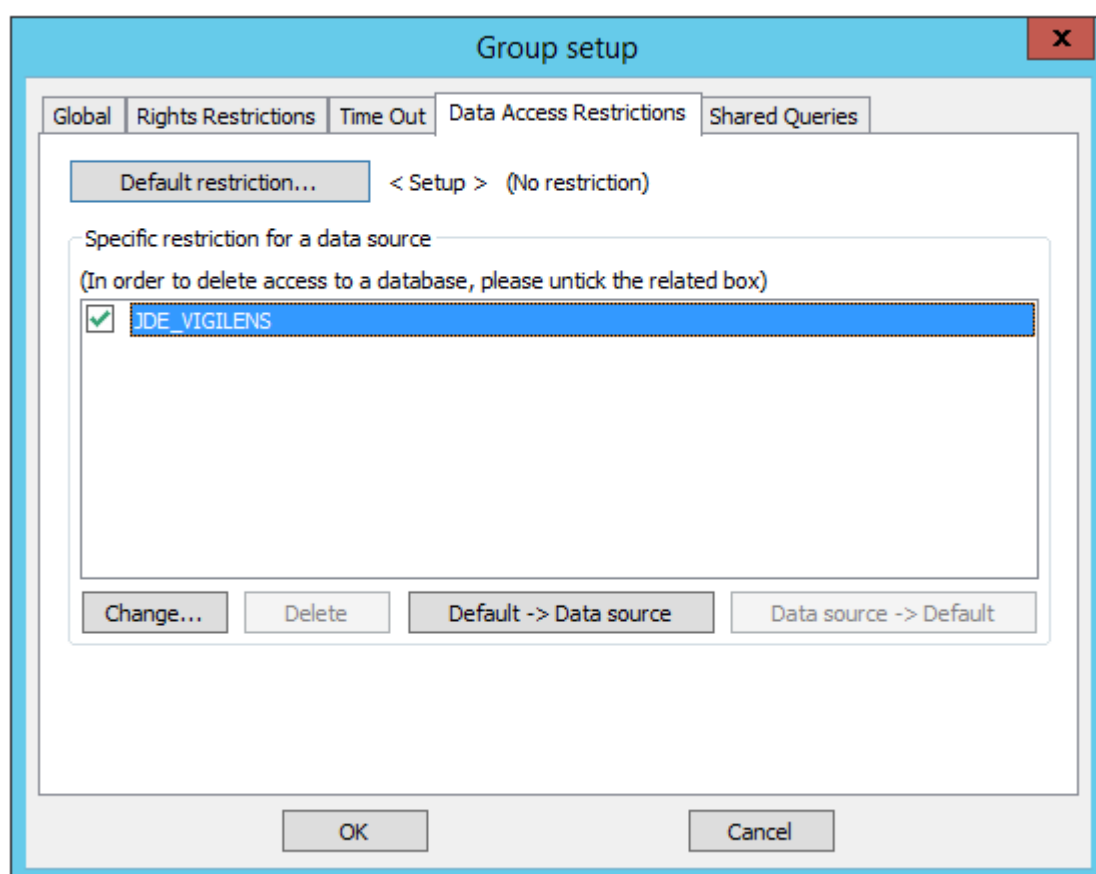 Group setup
x
Global Rights Restrictions Time Out Data Access Restrictions Shared Queries
Default restriction... < Setup > (No restriction)
Specific restriction for a data source
(In order to delete access to a database, please untick the related box)
JDE_VIGILENS
Change... Delete Default -> Data source Data source -> Default
OK Cancel